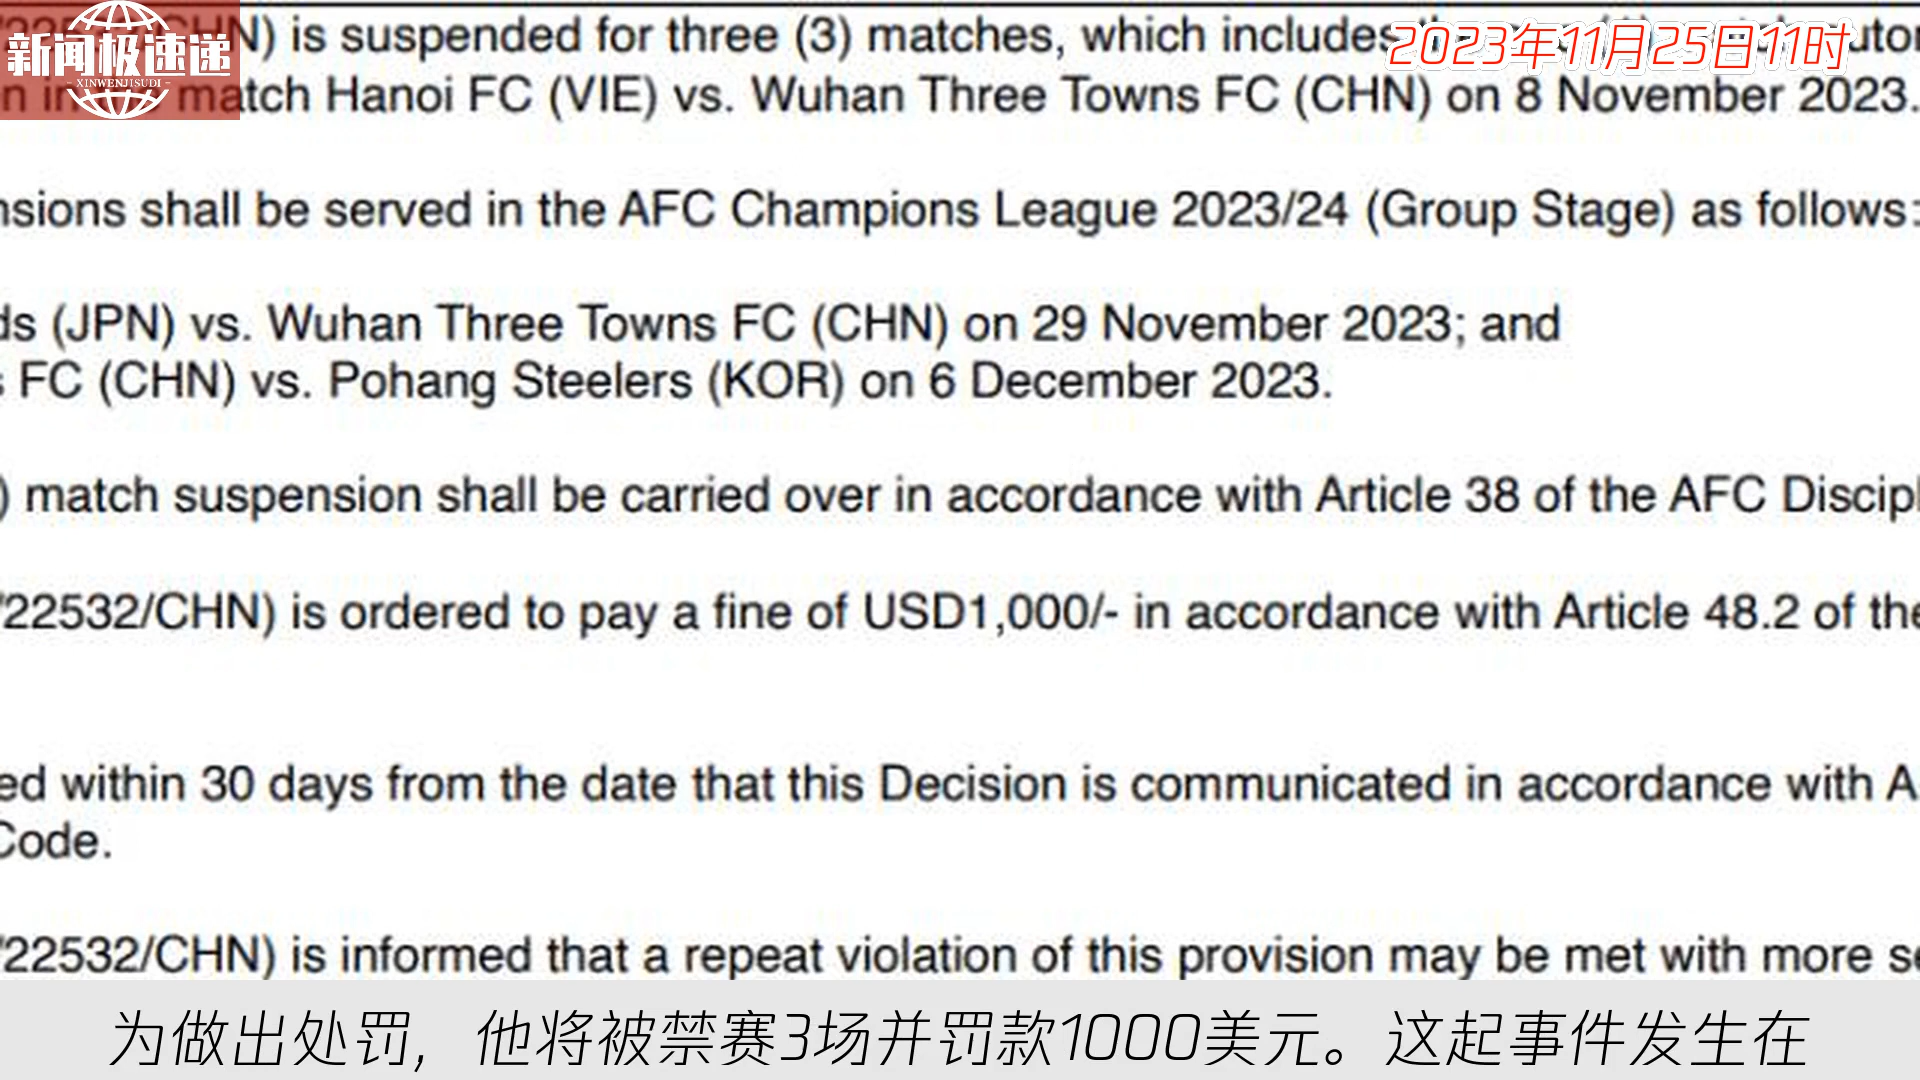 新闻极速递
XINWENJISUDI
2023年11月25日11时
N) is suspended for three (3) matches, which includes
match Hanoi FC (VIE) vs. Wuhan Three Towns FC (CHN) on 8 November 2023.
nsions shall be served in the AFC Champions League 2023/24 (Group Stage) as follows:
ds (JPN) vs. Wuhan Three Towns FC (CHN) on 29 November 2023; and
FC (CHN) vs. Pohang Steelers (KOR) on 6 December 2023.
) match suspension shall be carried over in accordance with Article 38 of the AFC Discipl
/22532/CHN) is ordered to pay a fine of USD1,000/- in accordance with Article 48.2 of the
ed within 30 days from the date that this Decision is communicated in accordance with A
Code.
/22532/CHN) is informed that a repeat violation of this provision may be met with more se
为做出处罚，他将被禁赛3场并罚款1000美元。这起事件发生在